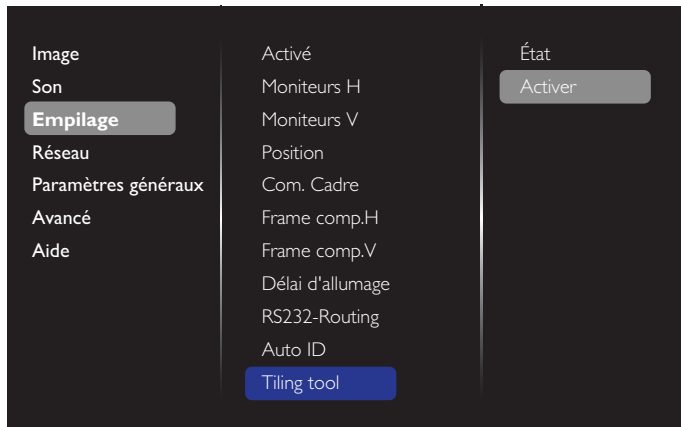 Image
Son
Empilage
Réseau
Paramètres généraux
Avancé
Aide
Activé
Moniteurs H
Moniteurs V
Position
Com. Cadre
Frame comp.H
Frame comp.V
Délai d'allumage
RS232-Routing
Auto ID
Tiling tool
État
Activer